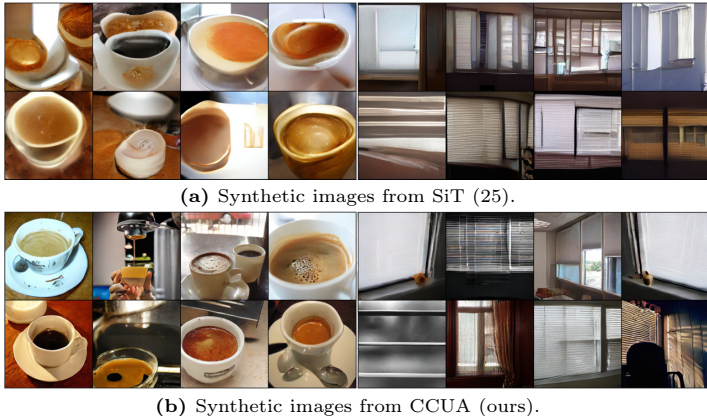 (a) Synthetic images from SiT (25).
(b) Synthetic images from CCUA (ours).